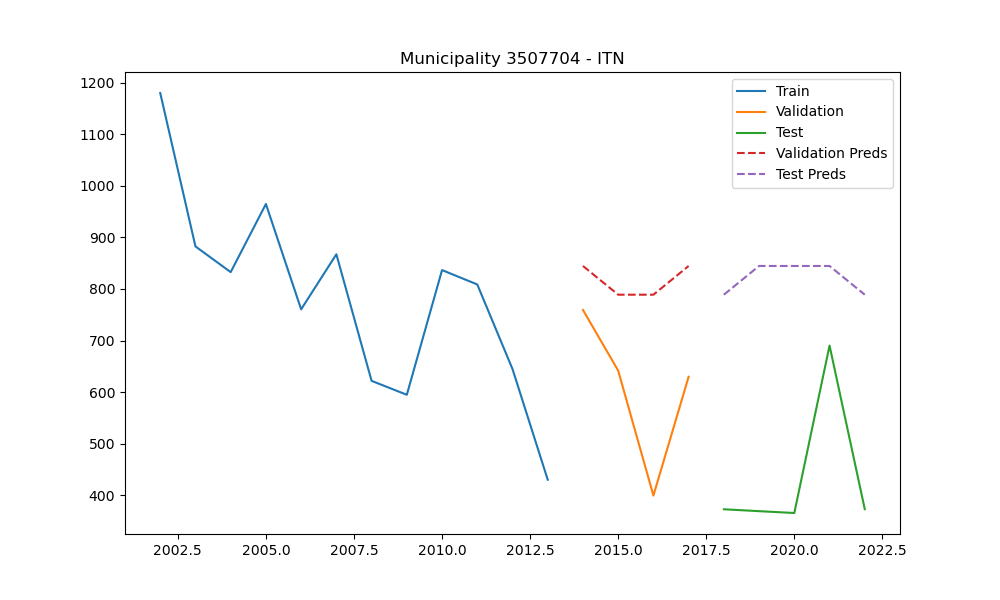 Municipality 3507704 - ITN
1200
1100
1000
900
800
700
600
500
400
Train
Validation
Test
Validation Preds
Test Preds
2002.5 2005.0 2007.5 2010.0 2012.5 2015.0 2017.5 2020.0 2022.5